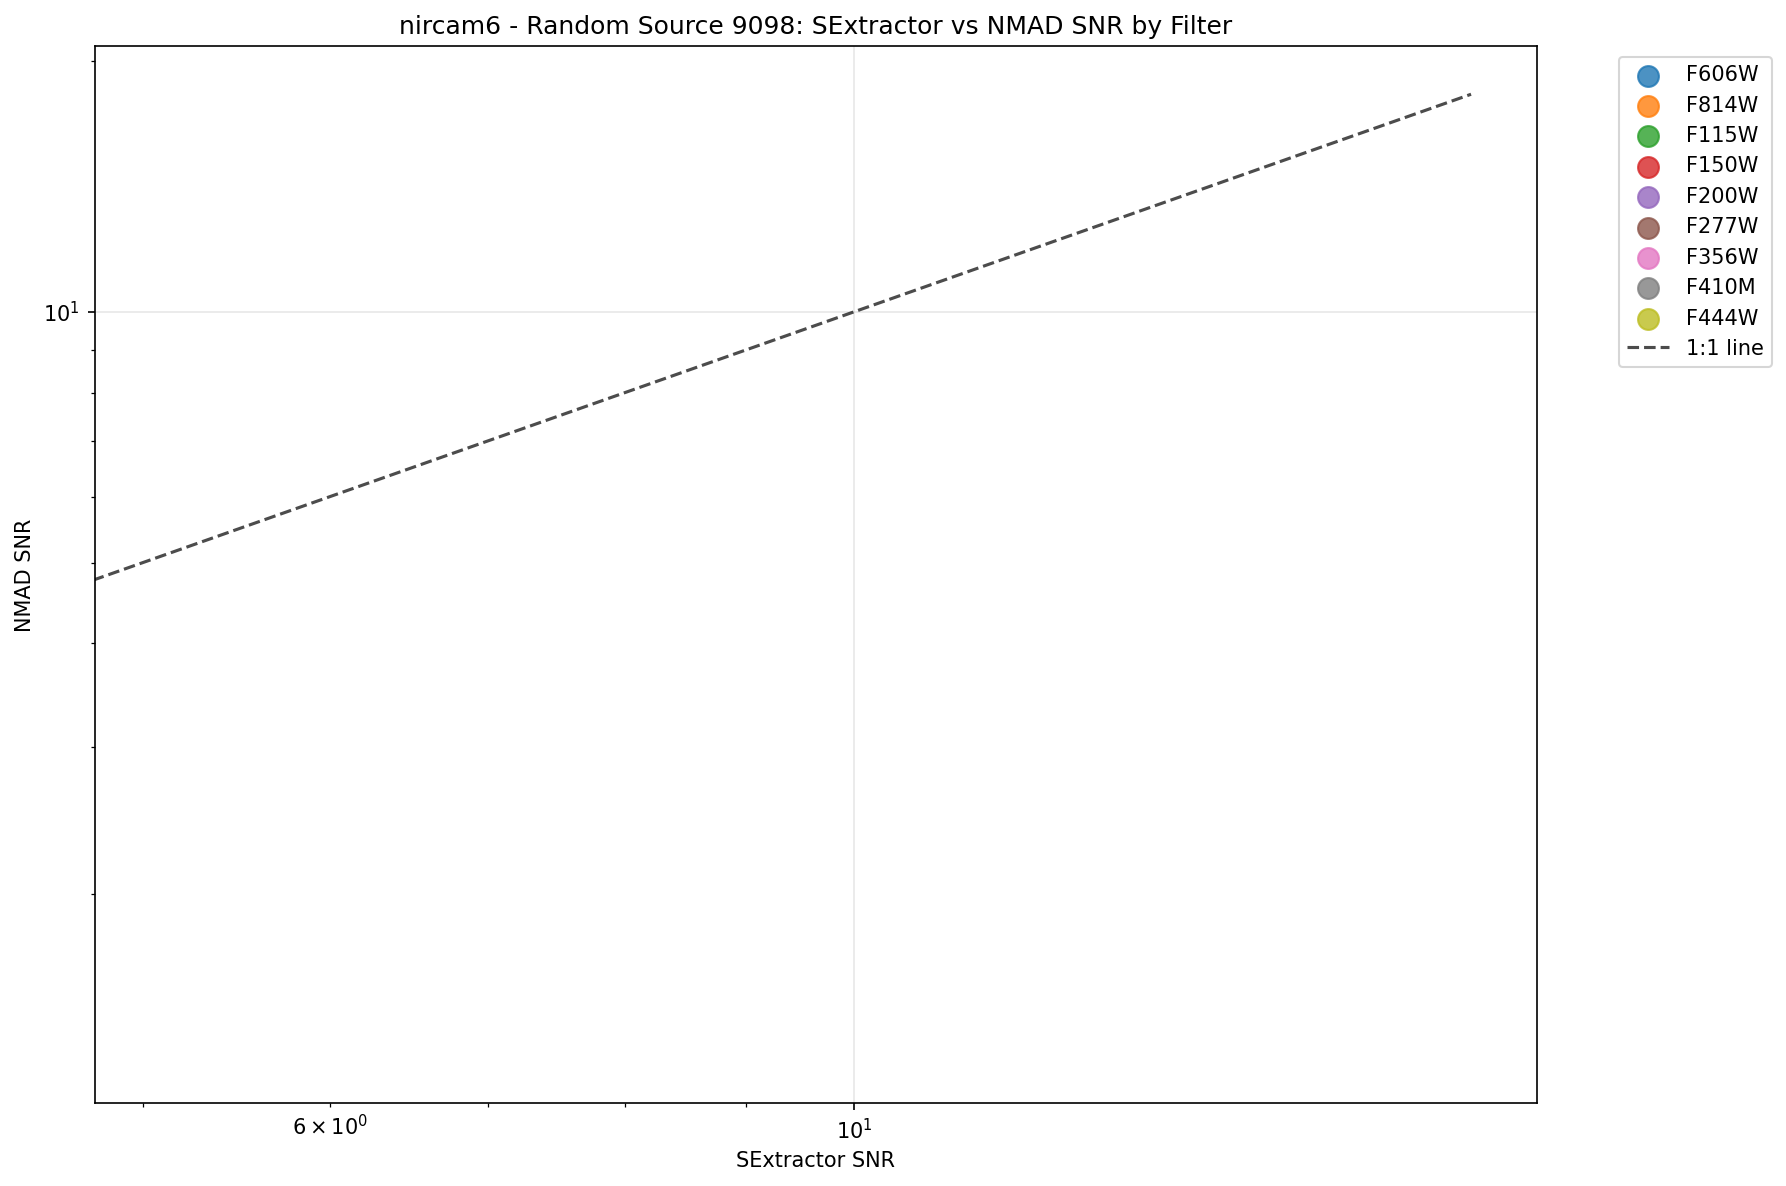 nircam6 - Random Source 9098: SExtractor vs NMAD SNR by Filter
F606W
F814W
F115W
F150W
F200W
F277W
F356W
F410M
F444W
1:1 line
NMAD SNR
10¹
6 × 10⁰
10¹
SExtractor SNR